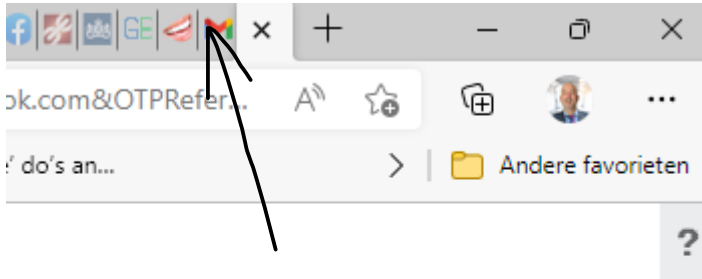 GE
ok.com&OTPRefer...
' do's an...
Andere favorieten
?